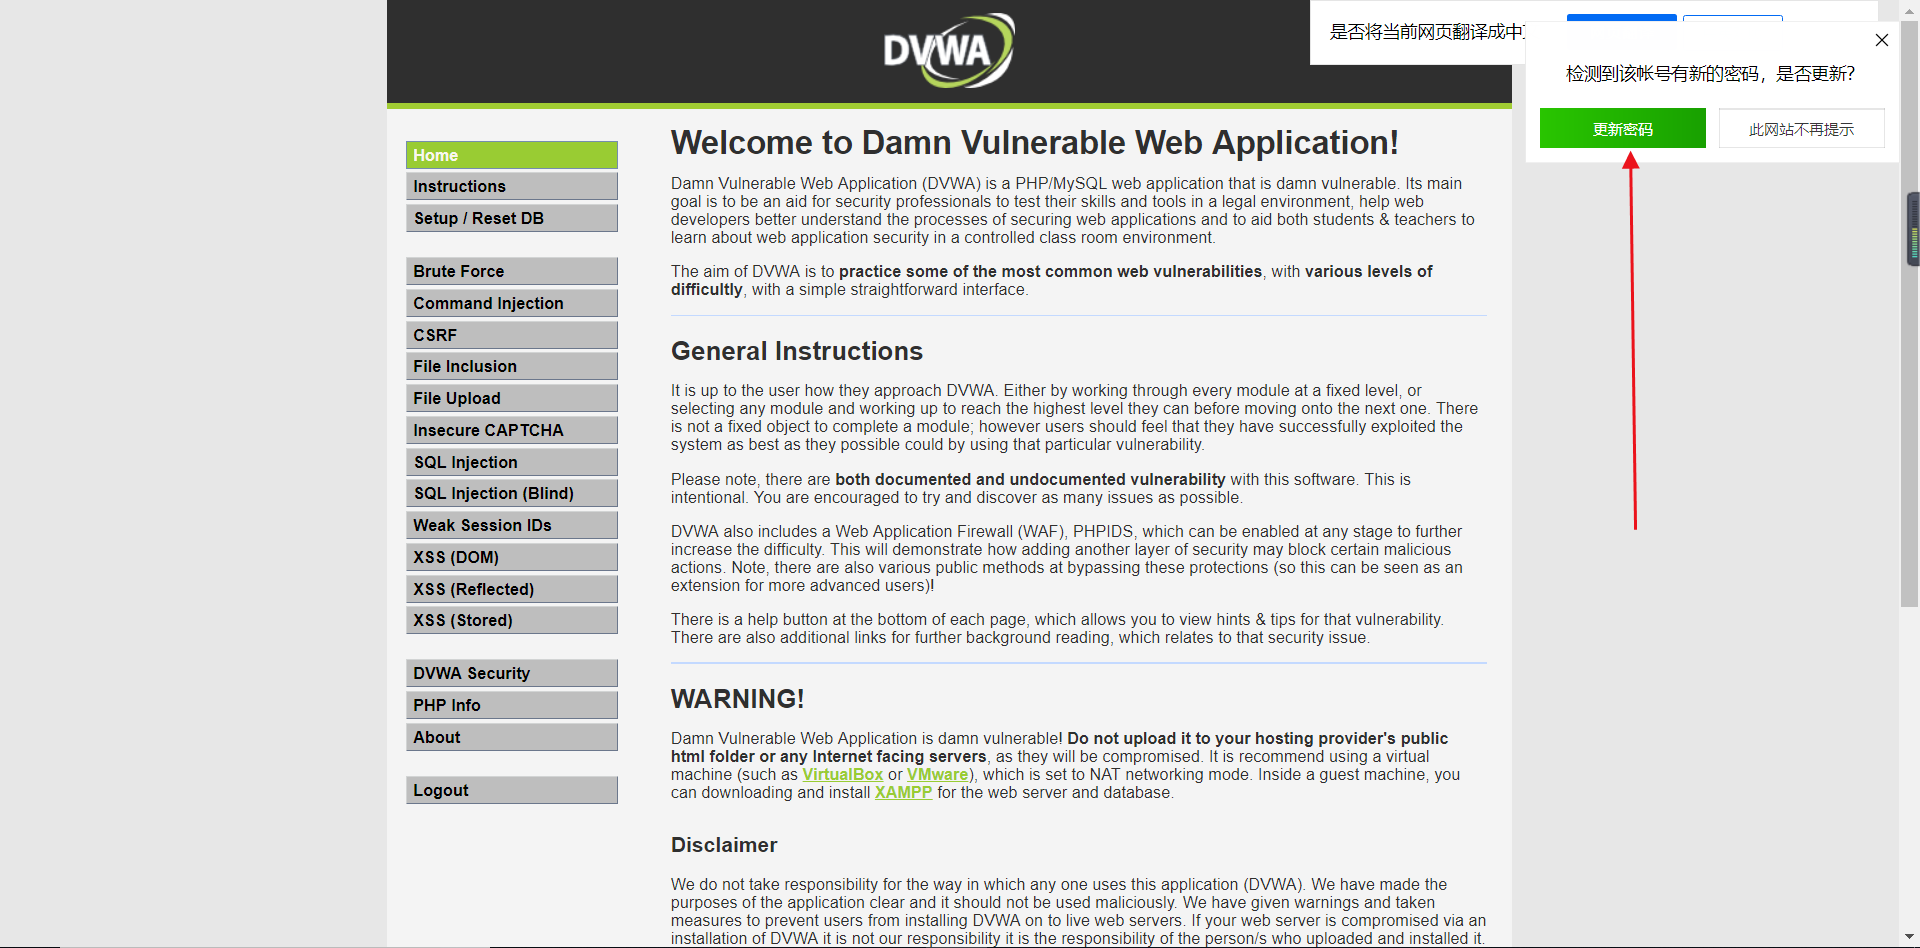 DVWA
是否将当前网页翻译成中
检测到该帐号有新的密码，是否更新?
更新密码
此网站不再提示
Home
Instructions
Setup / Reset DB
Brute Force
Command Injection
CSRF
File Inclusion
File Upload
Insecure CAPTCHA
SQL Injection
SQL Injection (Blind)
Weak Session IDs
XSS (DOM)
XSS (Reflected)
XSS (Stored)
DVWA Security
PHP Info
About
Logout
Welcome to Damn Vulnerable Web Application!
Damn Vulnerable Web Application (DVWA) is a PHP/MySQL web application that is damn vulnerable. Its main
goal is to be an aid for security professionals to test their skills and tools in a legal environment, help web
developers better understand the processes of securing web applications and to aid both students & teachers to
learn about web application security in a controlled class room environment.
The aim of DVWA is to practice some of the most common web vulnerabilities, with various levels of
difficultly, with a simple straightforward interface.
General Instructions
It is up to the user how they approach DVWA. Either by working through every module at a fixed level, or
selecting any module and working up to reach the highest level they can before moving onto the next one. There
is not a fixed object to complete a module; however users should feel that they have successfully exploited the
system as best as they possible could by using that particular vulnerability.
Please note, there are both documented and undocumented vulnerability with this software. This is
intentional. You are encouraged to try and discover as many issues as possible.
DVWA also includes a Web Application Firewall (WAF), PHPIDS, which can be enabled at any stage to further
increase the difficulty. This will demonstrate how adding another layer of security may block certain malicious
actions. Note, there are also various public methods at bypassing these protections (so this can be seen as an
extension for more advanced users)!
There is a help button at the bottom of each page, which allows you to view hints & tips for that vulnerability.
There are also additional links for further background reading, which relates to that security issue.
WARNING!
Damn Vulnerable Web Application is damn vulnerable! Do not upload it to your hosting provider's public
html folder or any Internet facing servers, as they will be compromised. It is recommend using a virtual
machine (such as VirtualBox or VMware), which is set to NAT networking mode. Inside a guest machine, you
can downloading and install XAMPP for the web server and database.
Disclaimer
We do not take responsibility for the way in which any one uses this application (DVWA). We have made the
purposes of the application clear and it should not be used maliciously. We have given warnings and taken
measures to prevent users from installing DVWA on to live web servers. If your web server is compromised via an
installation of DVWA it is not our responsibility it is the responsibility of the person/s who uploaded and installed it.